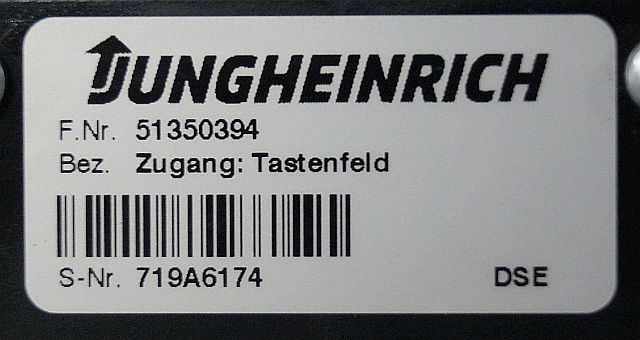 JUNGHEINRICH
F.Nr. 51350394
Bez. Zugang: Tastenfeld
S-Nr. 719A6174 DSE